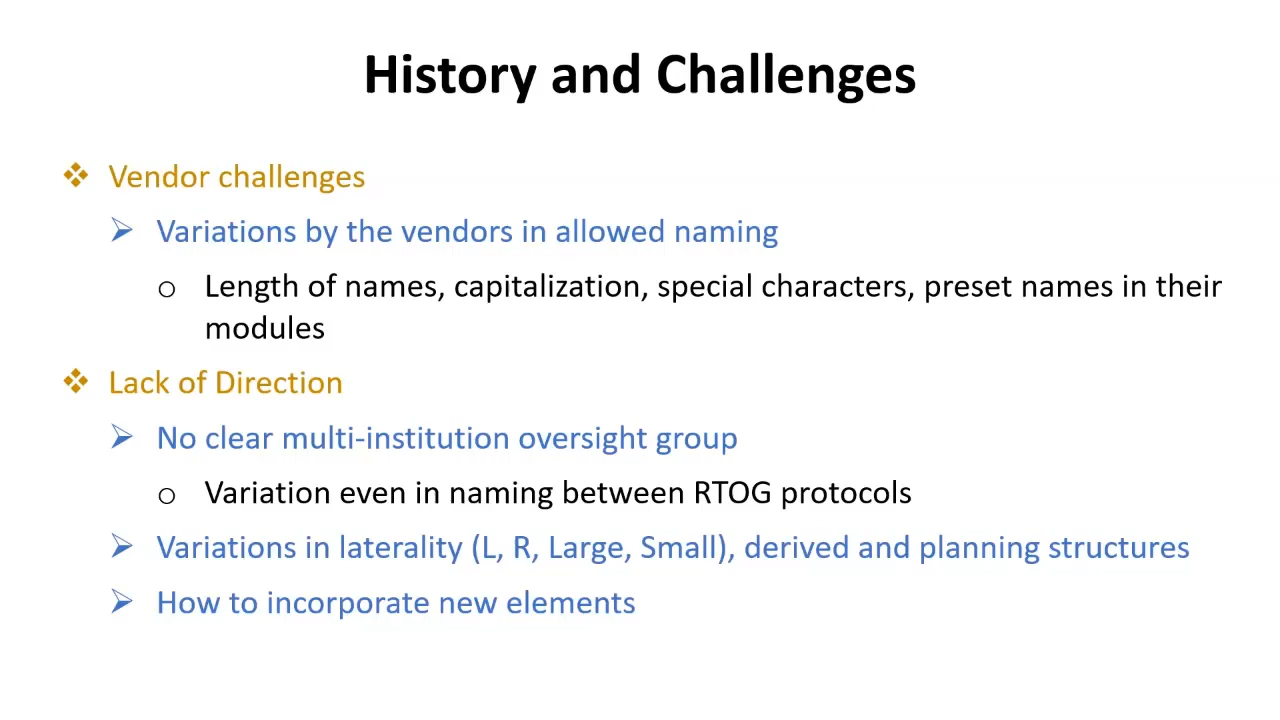 History and Challenges
❖ Vendor challenges
➢ Variations by the vendors in allowed naming
o Length of names, capitalization, special characters, preset names in their
modules
❖ Lack of Direction
➢ No clear multi-institution oversight group
o Variation even in naming between RTOG protocols
➢ Variations in laterality (L, R, Large, Small), derived and planning structures
➢ How to incorporate new elements